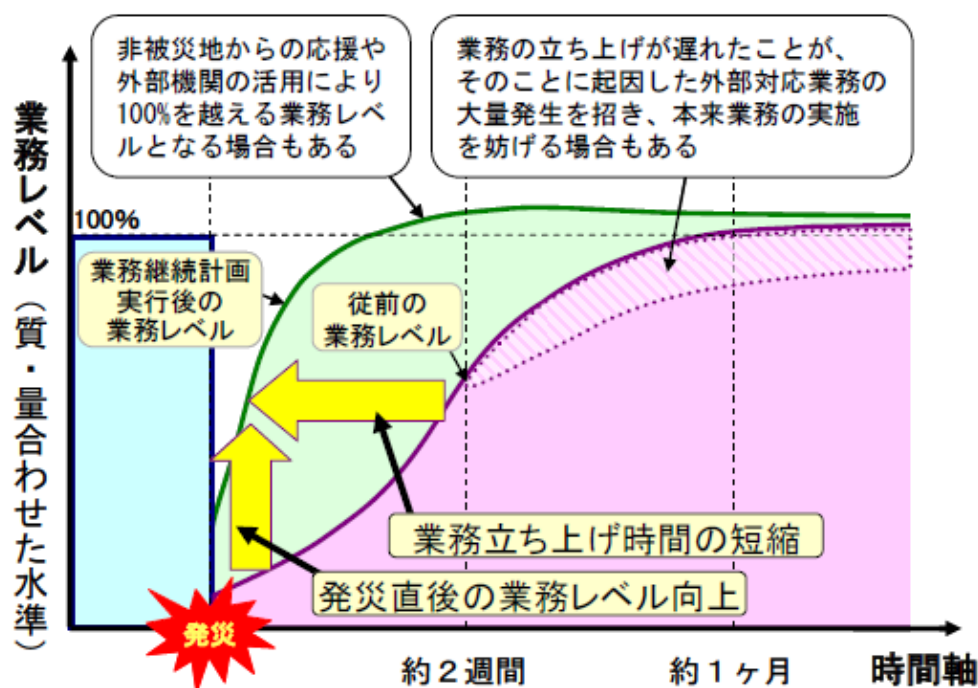 非被災地からの応援や
外部機関の活用により
100%を越える業務レベ
ルとなる場合もある
業務の立ち上げが遅れたことが、
そのことに起因した外部対応業務の
大量発生を招き、本来業務の実施
を妨げる場合もある
業務レベル（質・量合わせた水準）
100%
業務継続計画
実行後の
業務レベル
従前の
業務レベル
業務立ち上げ時間の短縮
発災直後の業務レベル向上
発災
約２週間
約１ヶ月
時間軸